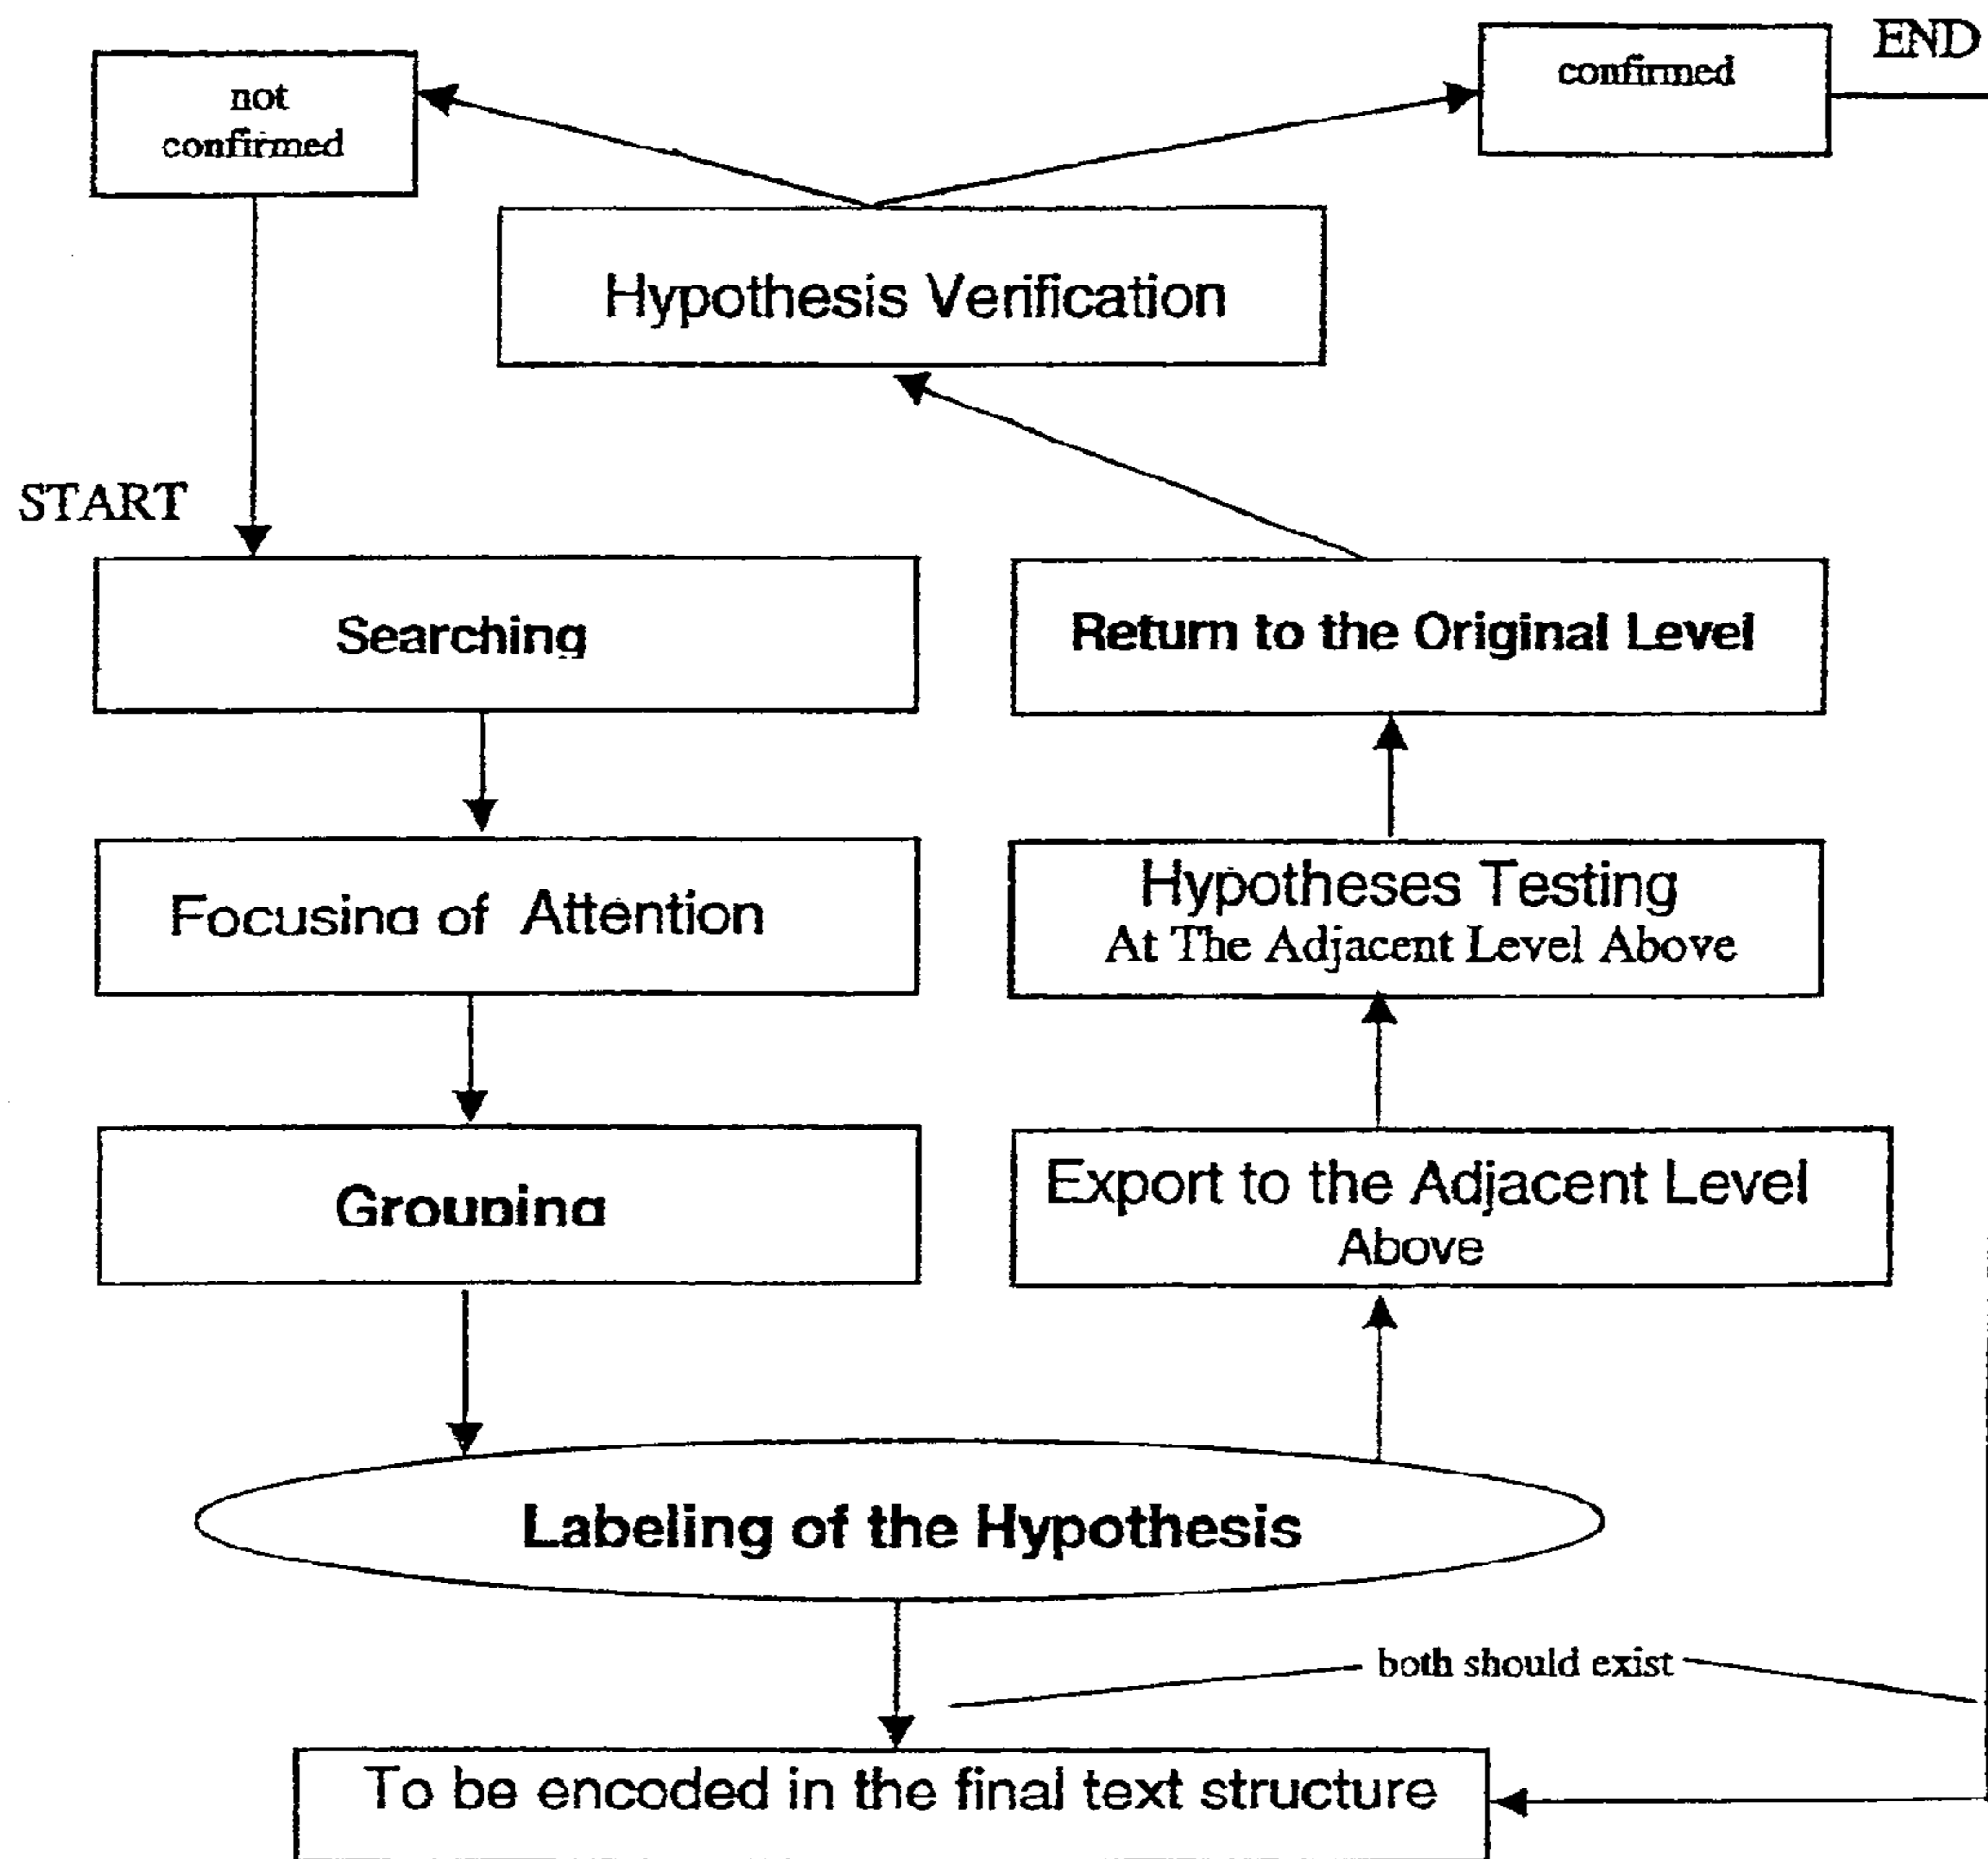 END
not
confirmed
confirmed
Hypothesis Verification
START
Searching
Return to the Original Level
Focusing of Attention
Hypotheses Testing
At The Adjacent Level Above
Grouping
Export to the Adjacent Level
Above
Labeling of the Hypothesis
both should exist
To be encoded in the final text structure